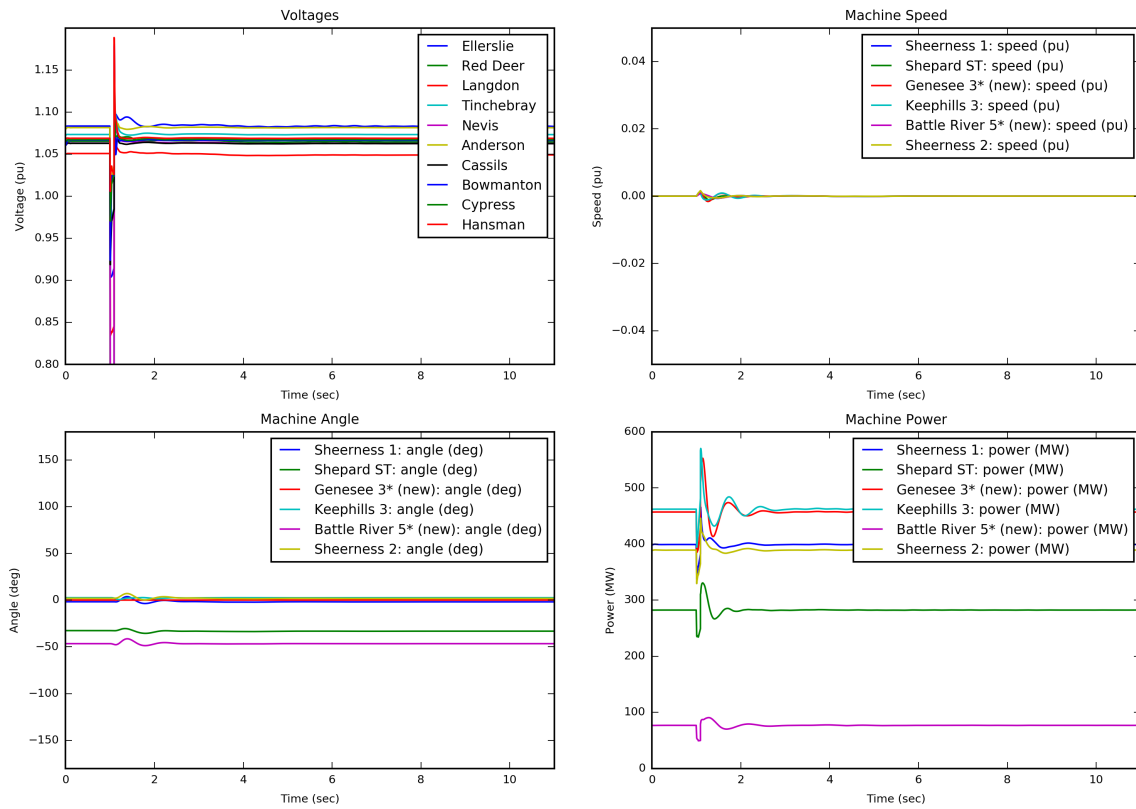 Voltages
1.15
1.10
1.05
1.00
0.95
0.90
0.85
0.80
Voltage (pu)
0 2 4 6 8 10
Time (sec)
Ellerslie
Red Deer
Langdon
Tinchebray
Nevis
Anderson
Cassils
Bowmanton
Cypress
Hansman
Machine Speed
0.04
0.02
0.00
−0.02
−0.04
Speed (pu)
0 2 4 6 8 10
Time (sec)
Sheerness 1: speed (pu)
Shepard ST: speed (pu)
Genesee 3* (new): speed (pu)
Keephills 3: speed (pu)
Battle River 5* (new): speed (pu)
Sheerness 2: speed (pu)
Machine Angle
150
100
50
0
−50
−100
−150
Angle (deg)
0 2 4 6 8 10
Time (sec)
Sheerness 1: angle (deg)
Shepard ST: angle (deg)
Genesee 3* (new): angle (deg)
Keephills 3: angle (deg)
Battle River 5* (new): angle (deg)
Sheerness 2: angle (deg)
Machine Power
600
500
400
300
200
100
0
Power (MW)
0 2 4 6 8 10
Time (sec)
Sheerness 1: power (MW)
Shepard ST: power (MW)
Genesee 3* (new): power (MW)
Keephills 3: power (MW)
Battle River 5* (new): power (MW)
Sheerness 2: power (MW)